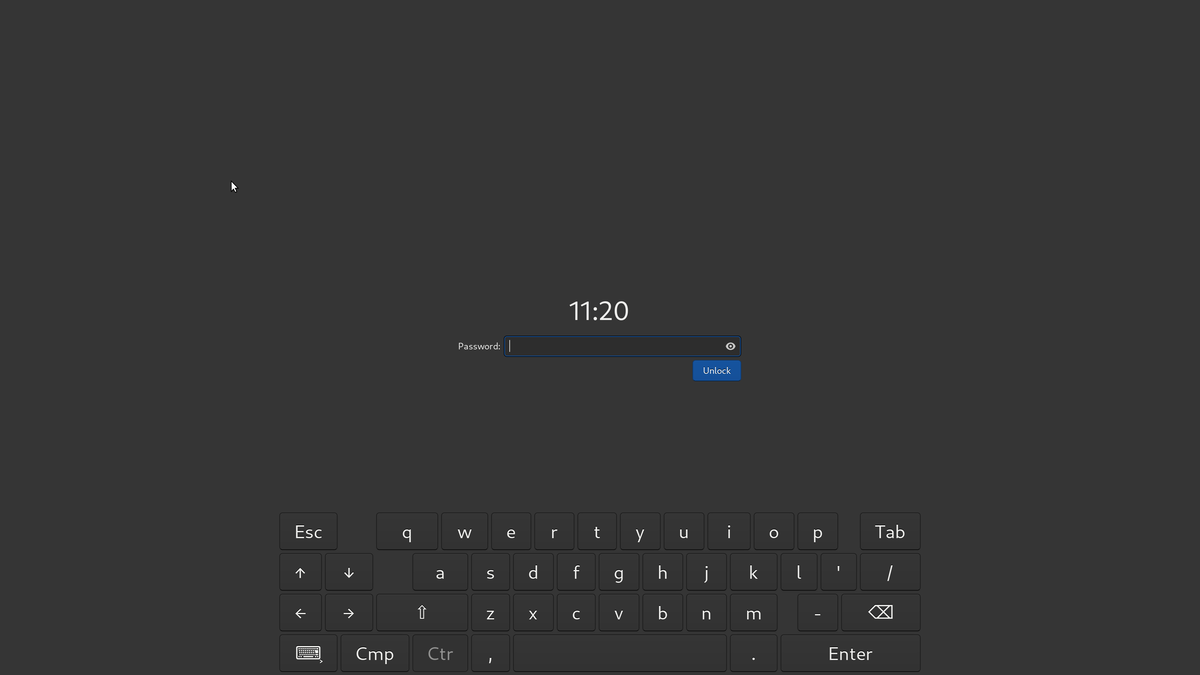 11:20
Password:
Unlock
Esc q w e r t y u i o p Tab
↑ ↓ a s d f g h j k l ' /
← → ⇧ z x c v b n m - ⌫
Cmp Ctr , . Enter